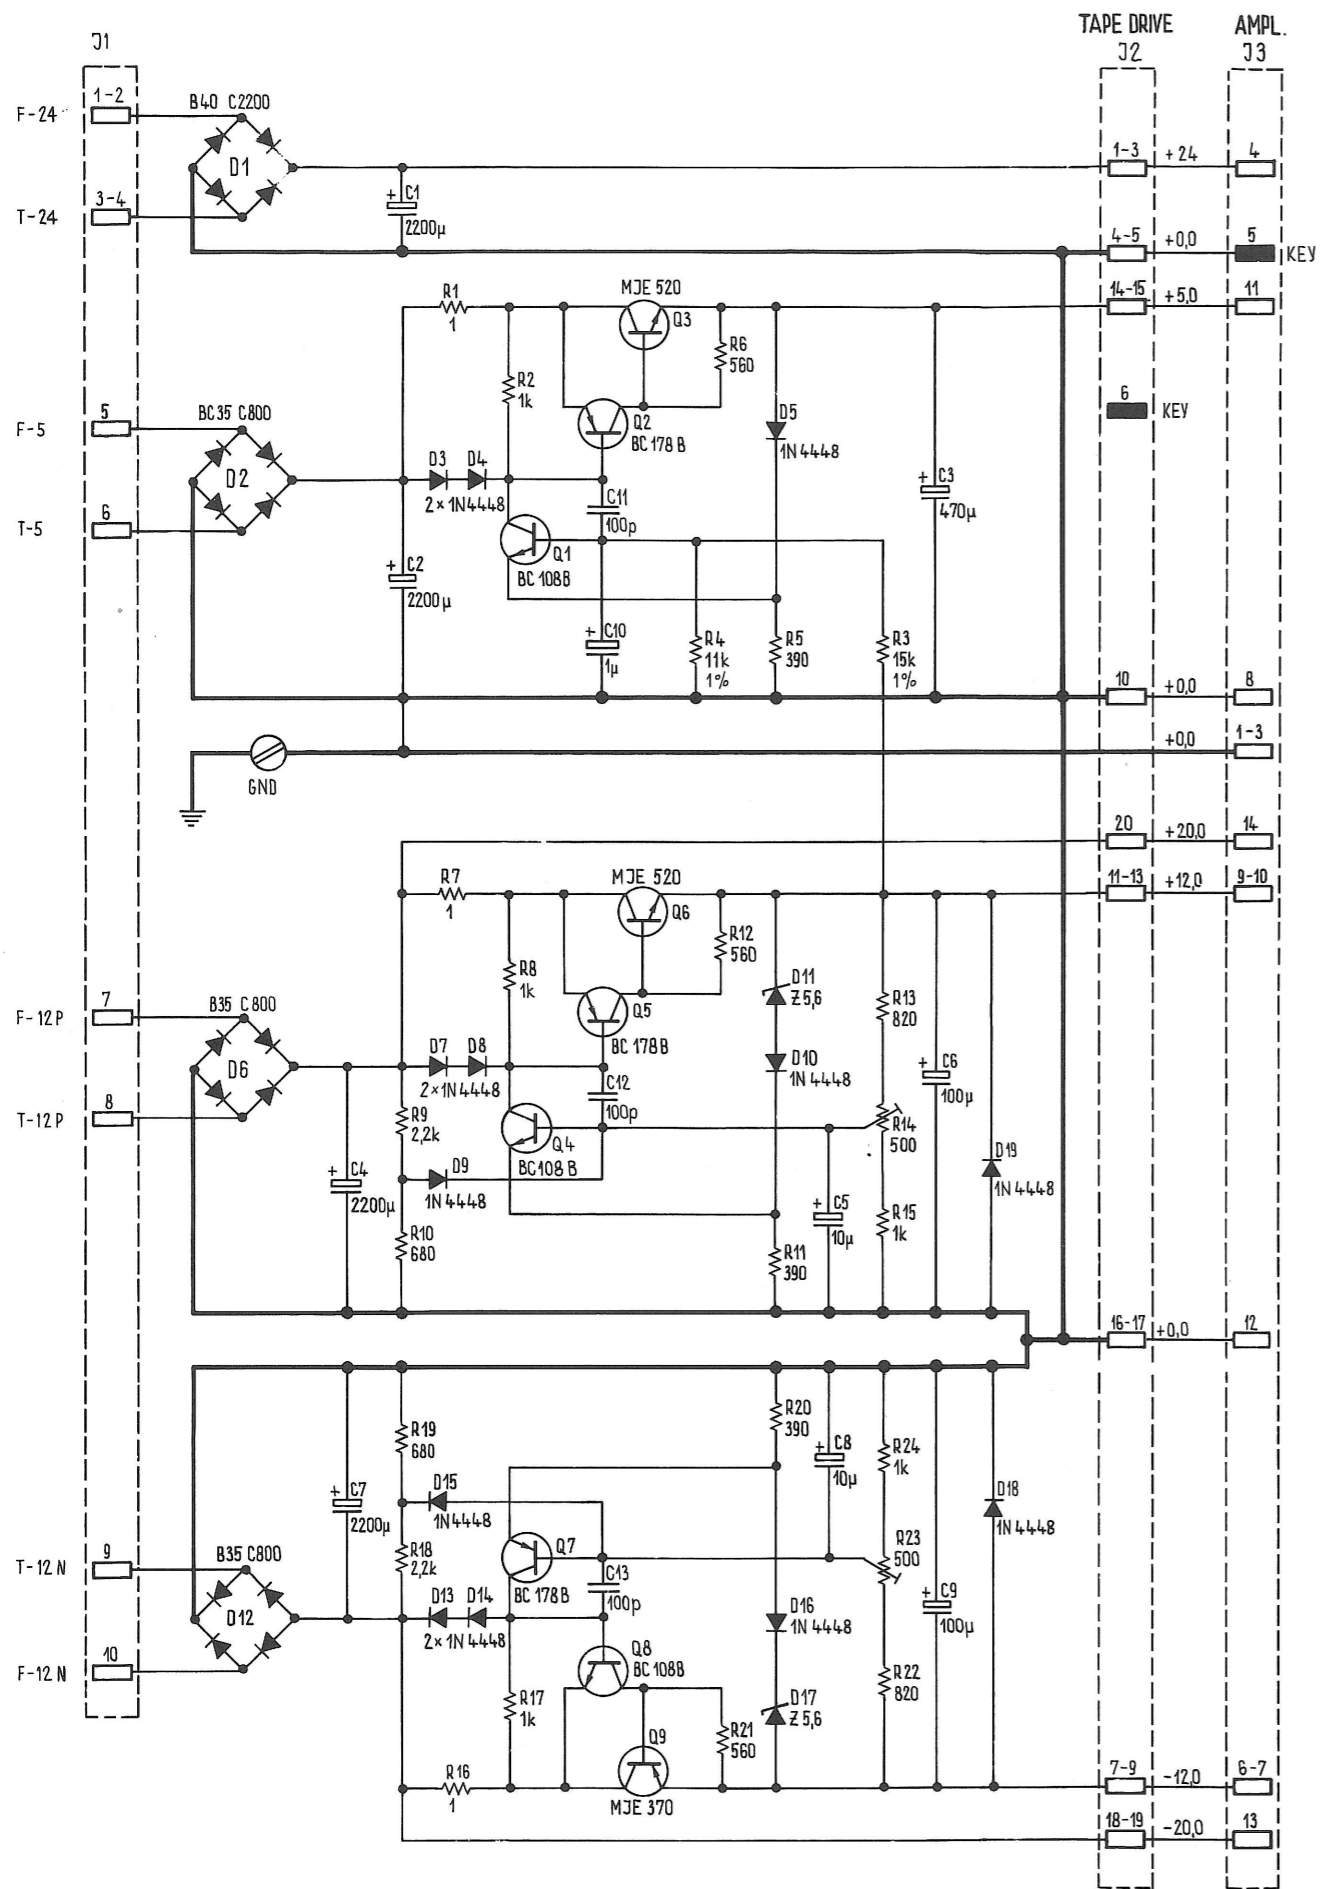 TAPE DRIVE
AMPL.
J1
J2
J3
F-24
1-2
B40 C2200
D1
1-3
+24
4
T-24
3-4
+
C1
2200µ
4-5
+0,0
5
KEY
R1
1
MJE 520
Q3
14-15
+5,0
11
R6
560
R2
1k
6
KEY
F-5
5
BC35 C800
Q2
BC 178B
D5
1N4448
D2
D3
D4
2×1N4448
C11
100p
+
C3
470µ
T-5
6
Q1
BC 108B
+
C2
2200µ
+
C10
1µ
R4
11k
1%
R5
390
R3
15k
1%
10
+0,0
8
+0,0
1-3
GND
20
+20,0
14
R7
1
MJE 520
Q6
11-13
+12,0
9-10
R12
560
R8
1k
D11
Z5,6
R13
820
F-12P
7
B35 C800
Q5
BC 178B
D6
D7
D8
2×1N4448
D10
1N4448
+
C6
100µ
C12
100p
T-12P
8
R9
2,2k
Q4
BC108B
R14
500
D9
1N4448
D19
1N4448
+
C4
2200µ
+
C5
10µ
R15
1k
R10
680
R11
390
16-17
+0,0
12
R19
680
R20
390
+
C8
10µ
R24
1k
+
C7
2200µ
D15
1N4448
D18
1N4448
R18
2,2k
Q7
BC 178B
R23
500
T-12N
9
B35 C800
C13
100p
+
C9
100µ
D12
D13
D14
2×1N4448
D16
1N4448
F-12N
10
Q8
BC108B
R22
820
R17
1k
D17
Z5,6
R21
560
Q9
R16
1
MJE 370
7-9
-12,0
6-7
18-19
-20,0
13